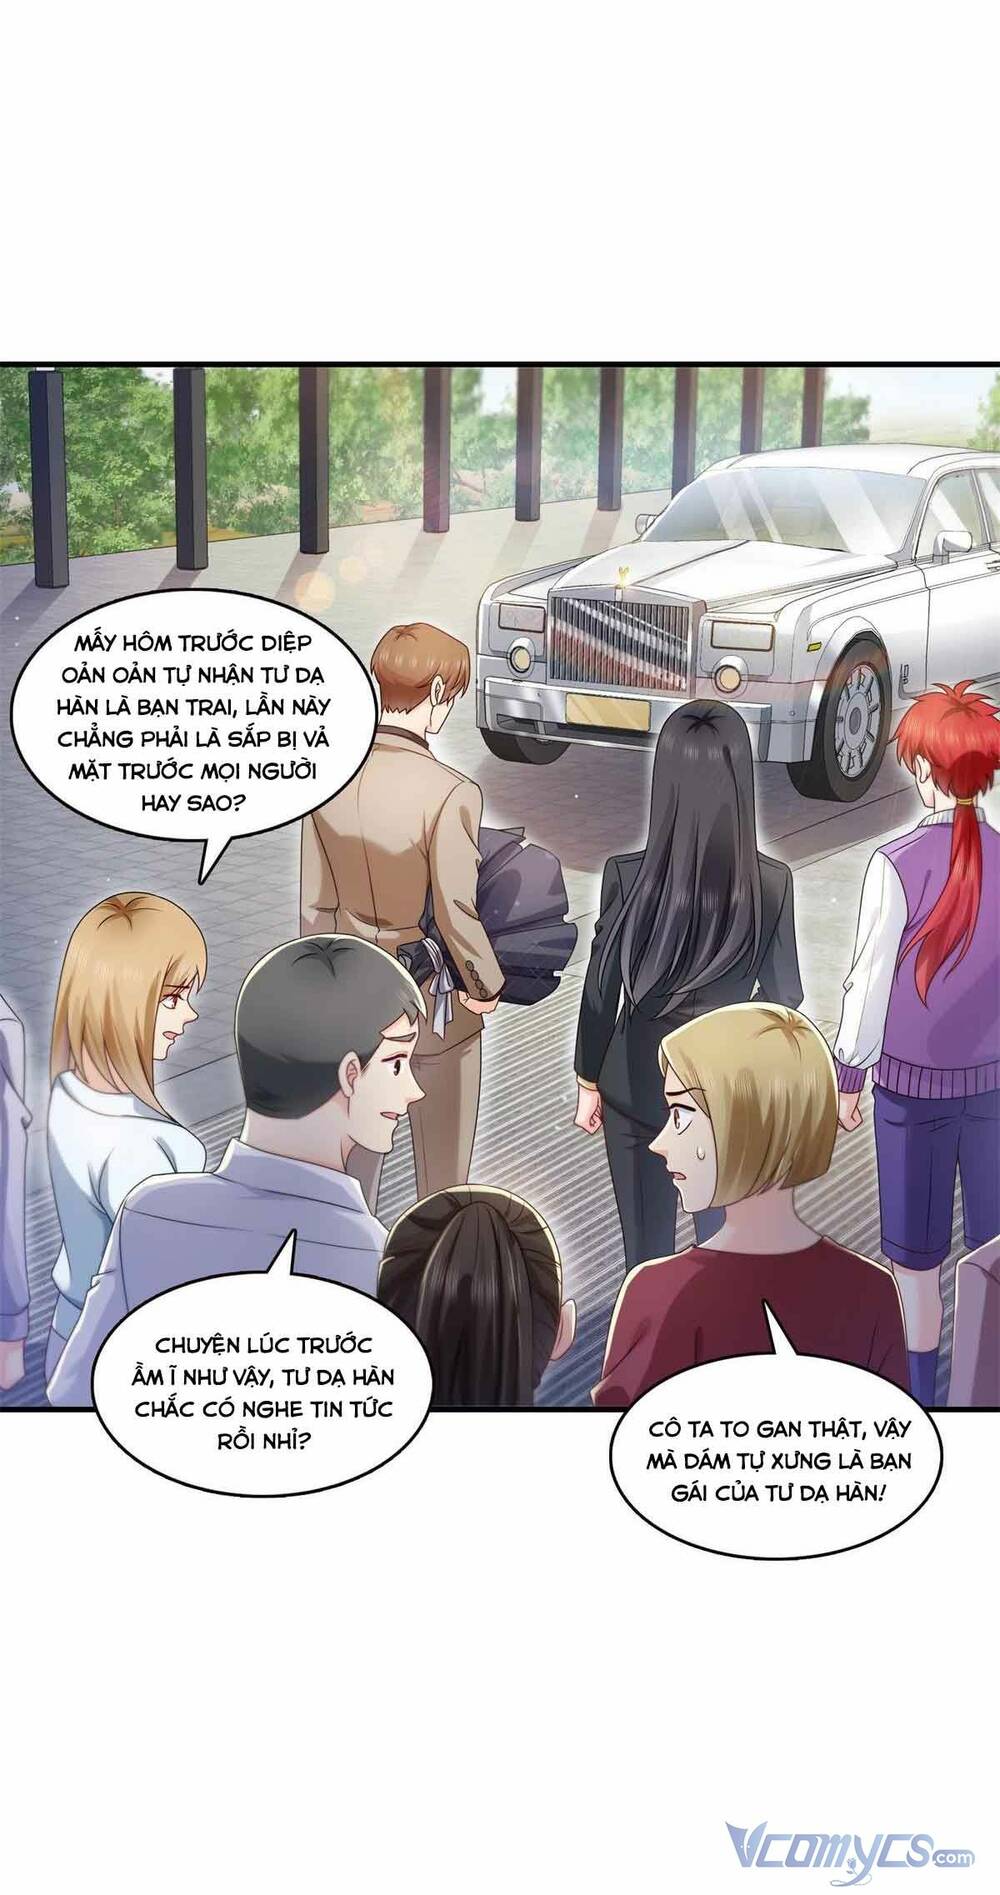 MẤY HÔM TRƯỚC DIỆP
OẢN OẢN TỰ NHẬN TƯ DẠ
HÀN LÀ BẠN TRAI, LẦN NÀY
CHẲNG PHẢI LÀ SẮP BỊ VẢ
MẶT TRƯỚC MỌI NGƯỜI
HAY SAO?
CHUYỆN LÚC TRƯỚC
ẦM Ĩ NHƯ VẬY, TƯ DẠ HÀN
CHẮC CÓ NGHE TIN TỨC
RỒI NHỈ?
CÔ TA TO GAN THẬT, VẬY
MÀ DÁM TỰ XƯNG LÀ BẠN
GÁI CỦA TƯ DẠ HÀN!
VCOMYCS.com